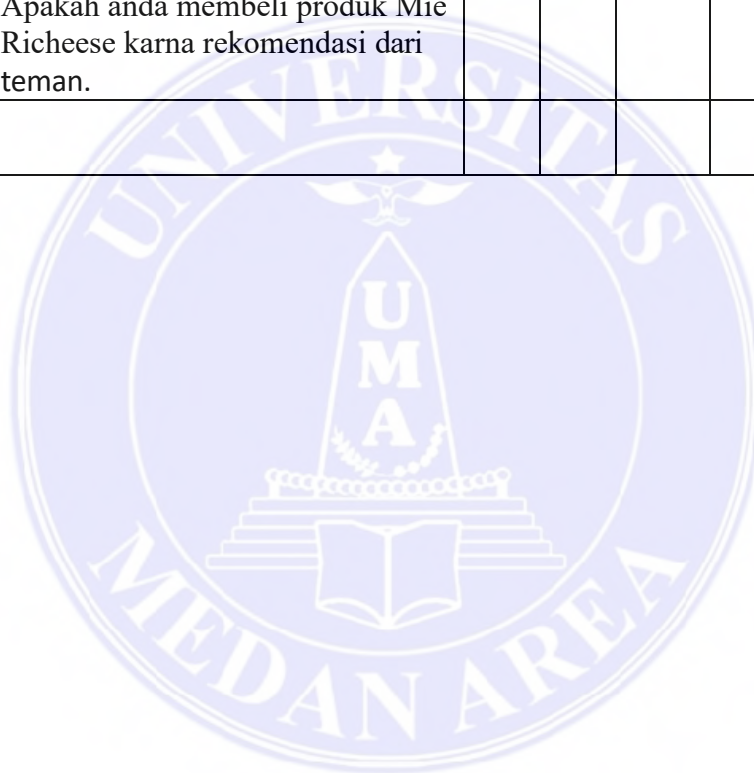 Apakah anda membeli produk Mie
Richeese karna rekomendasi dari
teman.
UNIVERSITAS
U
M
A
MEDAN AREA